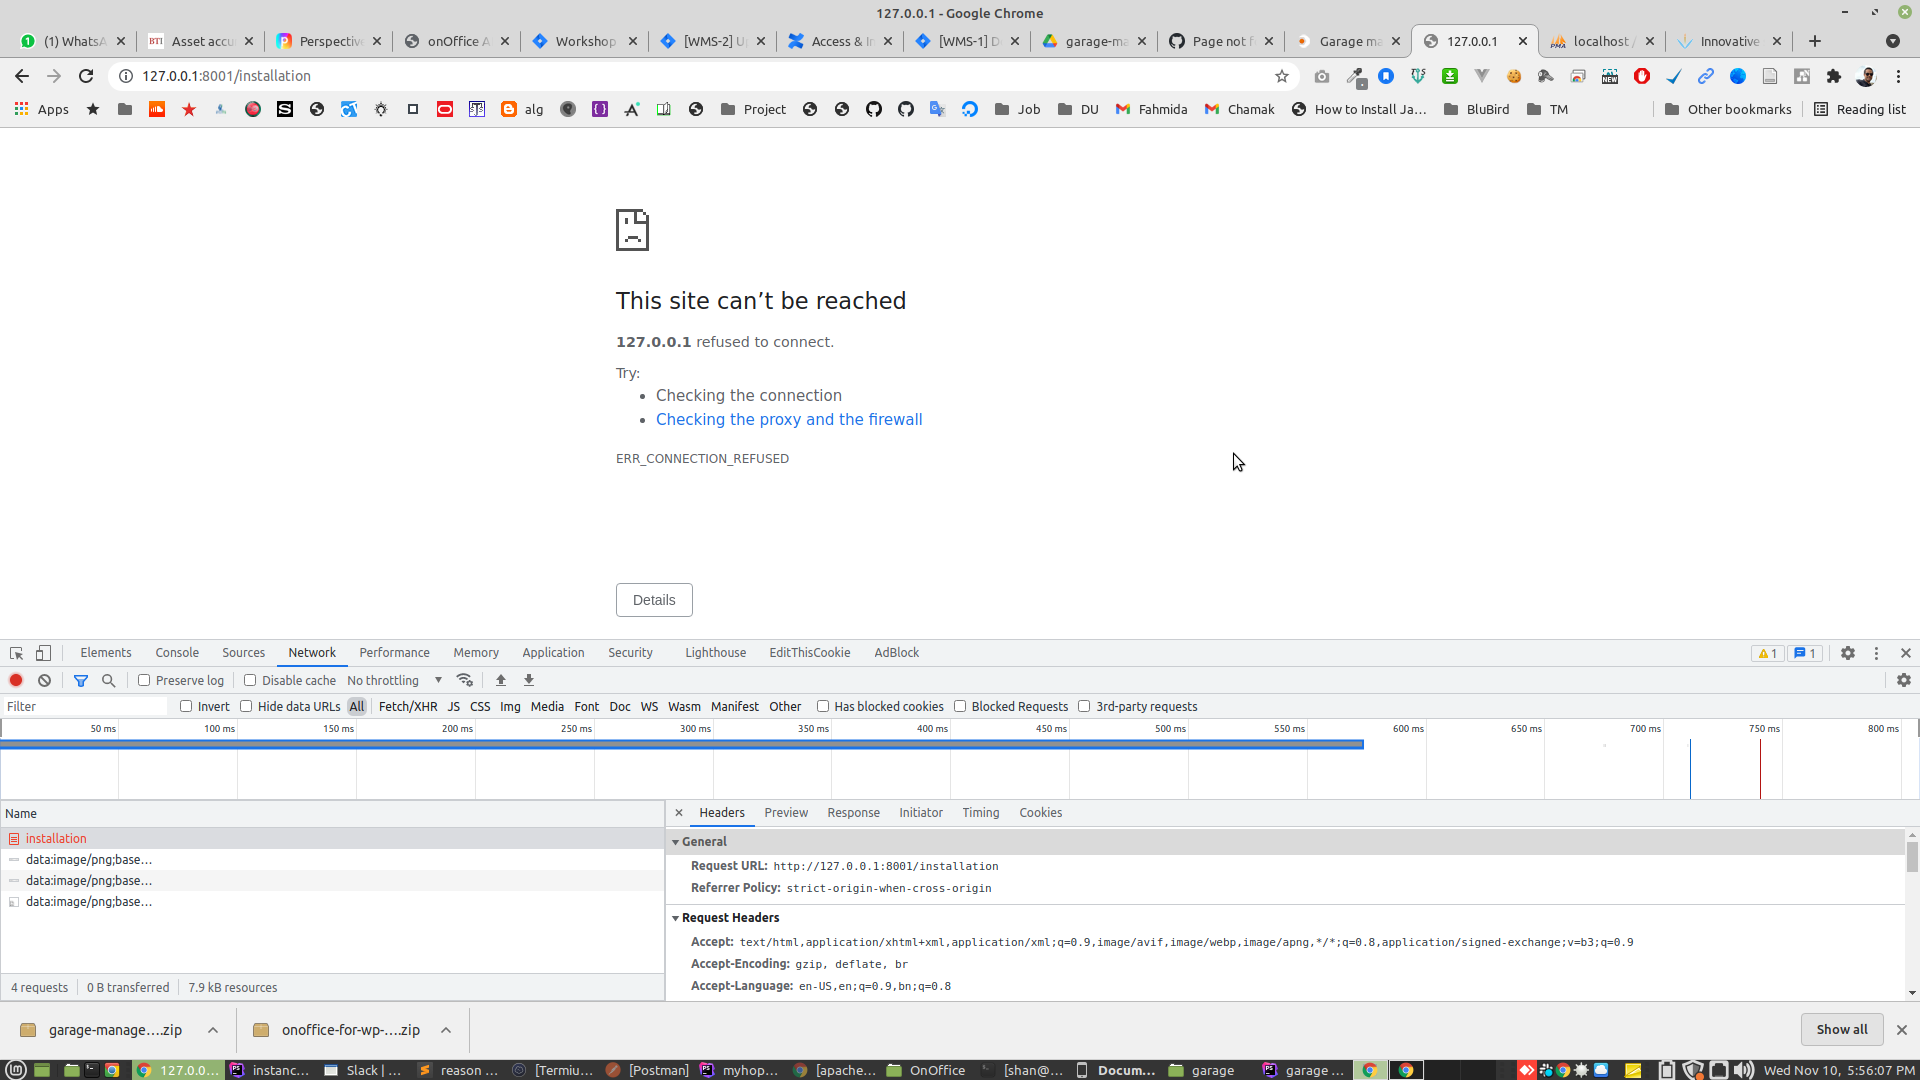 127.0.0.1 - Google Chrome
(1) WhatsA
Asset accu
Perspectiv
onOffice A
Workshop
[WMS-2] U
Access & In
[WMS-1] D
garage-ma
Page not f
Garage ma
127.0.0.1
localhost /
Innovative
127.0.0.1:8001/installation
Apps
alg
Project
Job
DU
Fahmida
Chamak
How to Install Ja...
BluBird
TM
Other bookmarks
Reading list
This site can’t be reached
127.0.0.1 refused to connect.
Try:
• Checking the connection
• Checking the proxy and the firewall
ERR_CONNECTION_REFUSED
Details
Elements Console Sources Network Performance Memory Application Security Lighthouse EditThisCookie AdBlock 1 1
Preserve log Disable cache No throttling
Filter Invert Hide data URLs All Fetch/XHR JS CSS Img Media Font Doc WS Wasm Manifest Other Has blocked cookies Blocked Requests 3rd-party requests
50 ms 100 ms 150 ms 200 ms 250 ms 300 ms 350 ms 400 ms 450 ms 500 ms 550 ms 600 ms 650 ms 700 ms 750 ms 800 ms
Name
installation
data:image/png;base...
data:image/png;base...
data:image/png;base...
4 requests 0 B transferred 7.9 kB resources
Headers Preview Response Initiator Timing Cookies
General
Request URL: http://127.0.0.1:8001/installation
Referrer Policy: strict-origin-when-cross-origin
Request Headers
Accept: text/html,application/xhtml+xml,application/xml;q=0.9,image/avif,image/webp,image/apng,*/*;q=0.8,application/signed-exchange;v=b3;q=0.9
Accept-Encoding: gzip, deflate, br
Accept-Language: en-US,en;q=0.9,bn;q=0.8
garage-manage....zip
onoffice-for-wp-....zip
Show all
127.0.0...
instanc...
Slack | ...
reason ...
[Termiu...
[Postman]
myhop...
[apache...
OnOffice
[shan@...
Docum...
garage
garage ...
Wed Nov 10, 5:56:07 PM